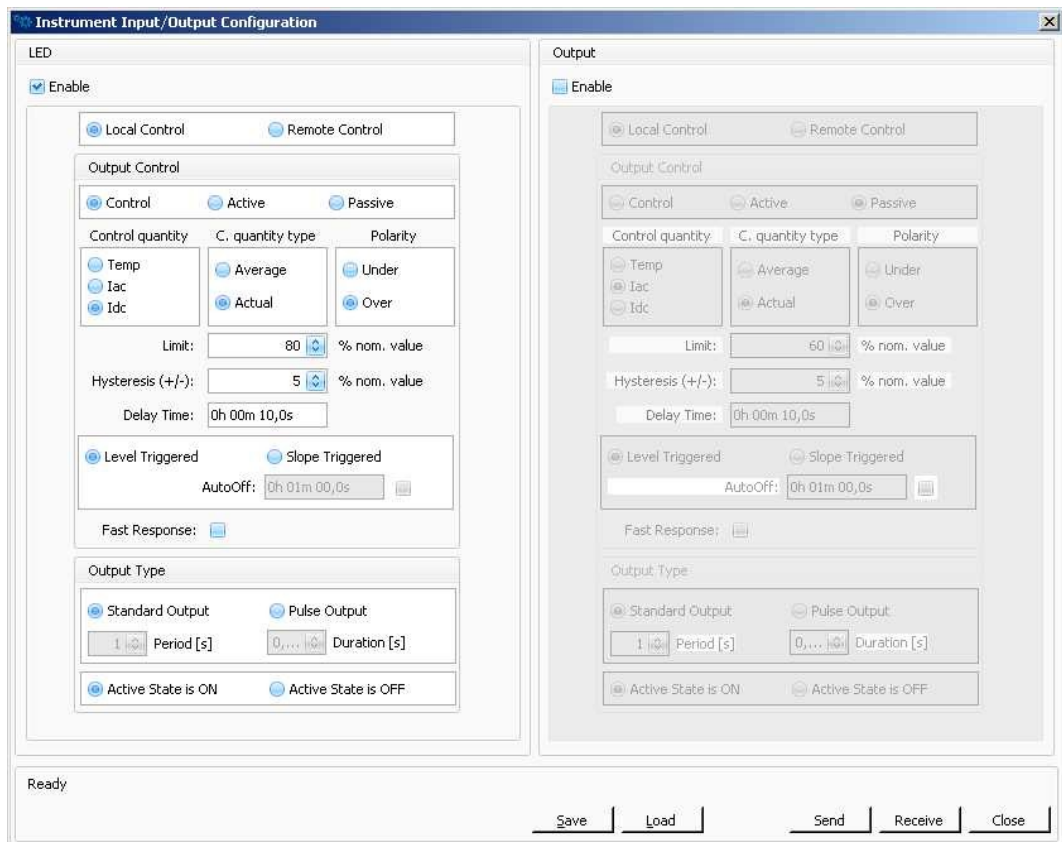 Instrument Input/Output Configuration
LED
Enable
Local Control Remote Control
Output Control
Control Active Passive
Control quantity C. quantity type Polarity
Temp
Iac
Idc
Average
Actual
Under
Over
Limit: 80 % nom. value
Hysteresis (+/-): 5 % nom. value
Delay Time: 0h 00m 10,0s
Level Triggered Slope Triggered
AutoOff: 0h 01m 00,0s
Fast Response:
Output Type
Standard Output Pulse Output
1 Period [s] 0,... Duration [s]
Active State is ON Active State is OFF
Output
Enable
Local Control Remote Control
Output Control
Control Active Passive
Control quantity C. quantity type Polarity
Temp
Iac
Idc
Average
Actual
Under
Over
Limit: 60 % nom. value
Hysteresis (+/-): 5 % nom. value
Delay Time: 0h 00m 10,0s
Level Triggered Slope Triggered
AutoOff: 0h 01m 00,0s
Fast Response:
Output Type
Standard Output Pulse Output
1 Period [s] 0,... Duration [s]
Active State is ON Active State is OFF
Ready
Save Load Send Receive Close